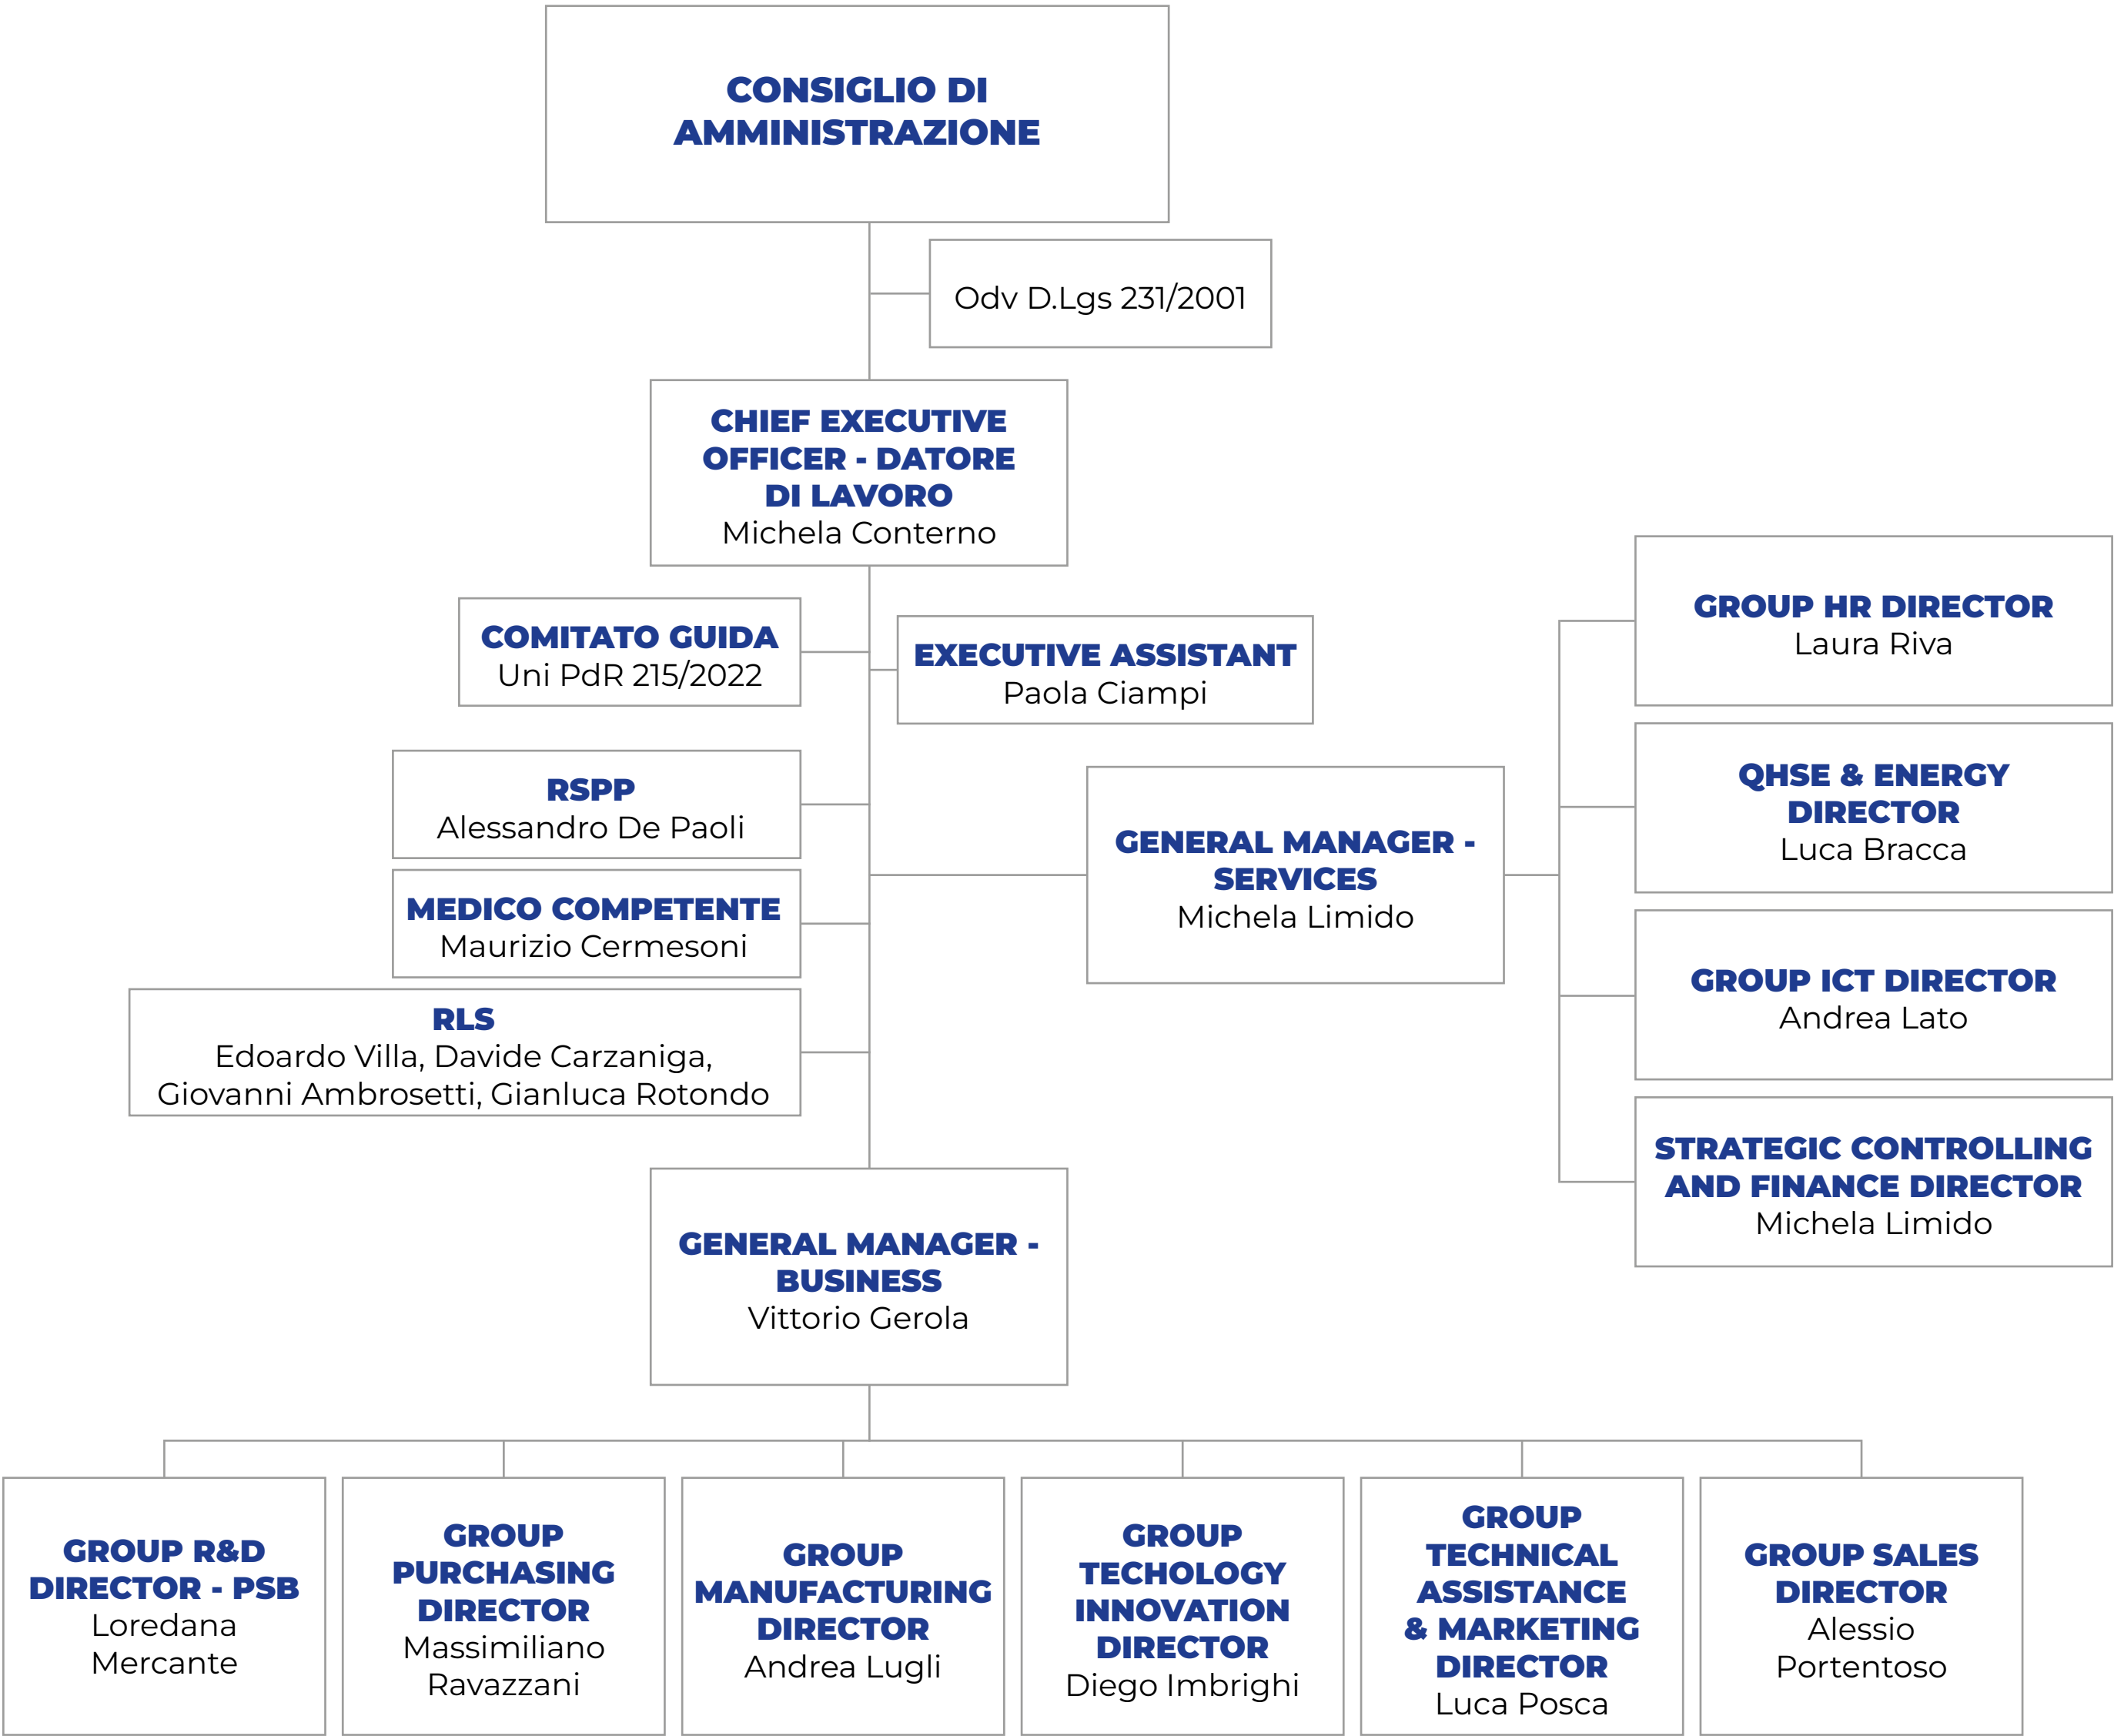 CONSIGLIO DI
AMMINISTRAZIONE
Odv D.Lgs 231/2001
CHIEF EXECUTIVE
OFFICER - DATORE
DI LAVORO
Michela Conterno
COMITATO GUIDA
Uni PdR 215/2022
EXECUTIVE ASSISTANT
Paola Ciampi
RSPP
Alessandro De Paoli
MEDICO COMPETENTE
Maurizio Cermesoni
RLS
Edoardo Villa, Davide Carzaniga,
Giovanni Ambrosetti, Gianluca Rotondo
GENERAL MANAGER -
SERVICES
Michela Limido
GROUP HR DIRECTOR
Laura Riva
QHSE & ENERGY
DIRECTOR
Luca Bracca
GROUP ICT DIRECTOR
Andrea Lato
STRATEGIC CONTROLLING
AND FINANCE DIRECTOR
Michela Limido
GENERAL MANAGER -
BUSINESS
Vittorio Gerola
GROUP R&D
DIRECTOR - PSB
Loredana
Mercante
GROUP
PURCHASING
DIRECTOR
Massimiliano
Ravazzani
GROUP
MANUFACTURING
DIRECTOR
Andrea Lugli
GROUP
TECHOLOGY
INNOVATION
DIRECTOR
Diego Imbrighi
GROUP
TECHNICAL
ASSISTANCE
& MARKETING
DIRECTOR
Luca Posca
GROUP SALES
DIRECTOR
Alessio
Portentoso